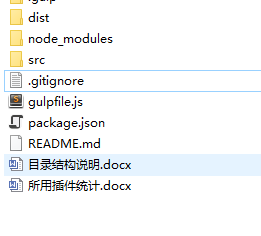 dist
node_modules
src
.gitignore
gulpfile.js
package.json
README.md
目录结构说明.docx
所用插件统计.docx